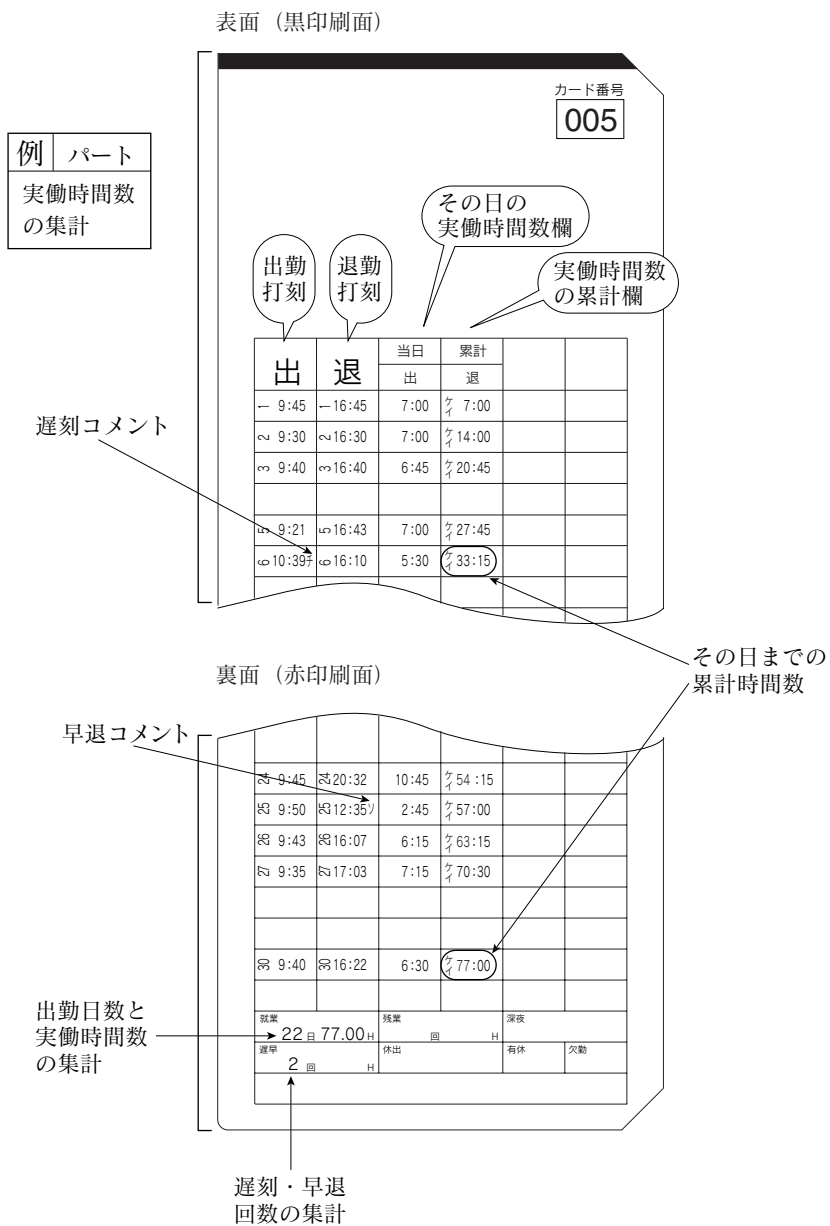 表面（黒印刷面）
カード番号
005
例 パート
実働時間数
の集計
その日の
実働時間数欄
出勤
打刻
退勤
打刻
実働時間数
の累計欄
出 退 当日 累計
出 退
遅刻コメント
1 9:45 1 16:45 7:00 ケイ 7:00
2 9:30 2 16:30 7:00 ケイ 14:00
3 9:40 3 16:40 6:45 ケイ 20:45
5 9:21 5 16:43 7:00 ケイ 27:45
6 10:39チ 6 16:10 5:30 ケイ 33:15
その日までの
累計時間数
裏面（赤印刷面）
早退コメント
24 9:45 24 20:32 10:45 ケイ 54:15
25 9:50 25 12:35ソ 2:45 ケイ 57:00
26 9:43 26 16:07 6:15 ケイ 63:15
27 9:35 27 17:03 7:15 ケイ 70:30
30 9:40 30 16:22 6:30 ケイ 77:00
出勤日数と
実働時間数
の集計
就業 残業 深夜
22 日 77.00 H 回 H
遅早 休出 有休 欠勤
2 回 H
遅刻・早退
回数の集計